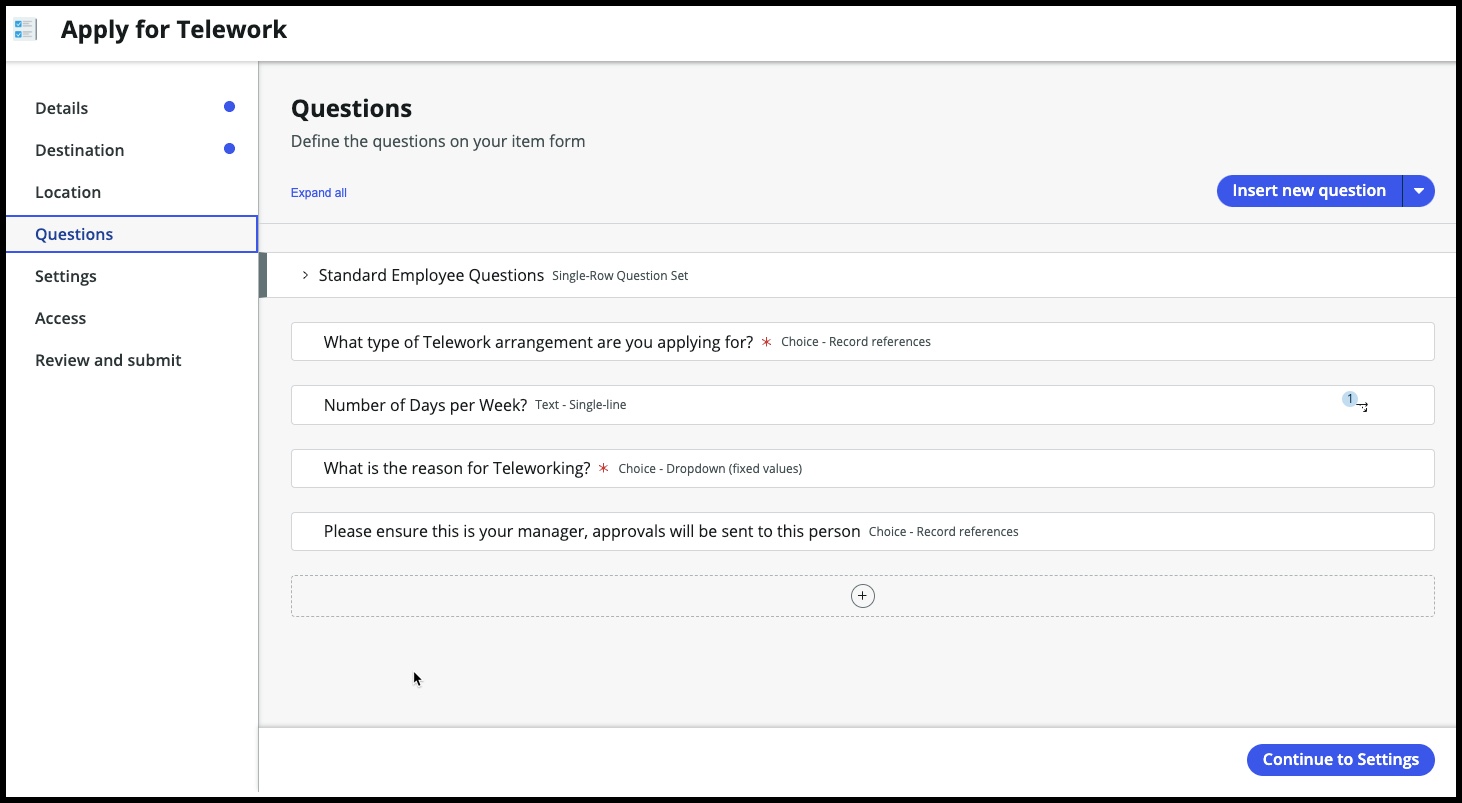 Apply for Telework
Details
Destination
Location
Questions
Settings
Access
Review and submit
Questions
Define the questions on your item form
Expand all
Insert new question
Standard Employee Questions Single-Row Question Set
What type of Telework arrangement are you applying for? * Choice - Record references
Number of Days per Week? Text - Single-line 1
What is the reason for Teleworking? * Choice - Dropdown (fixed values)
Please ensure this is your manager, approvals will be sent to this person Choice - Record references
Continue to Settings